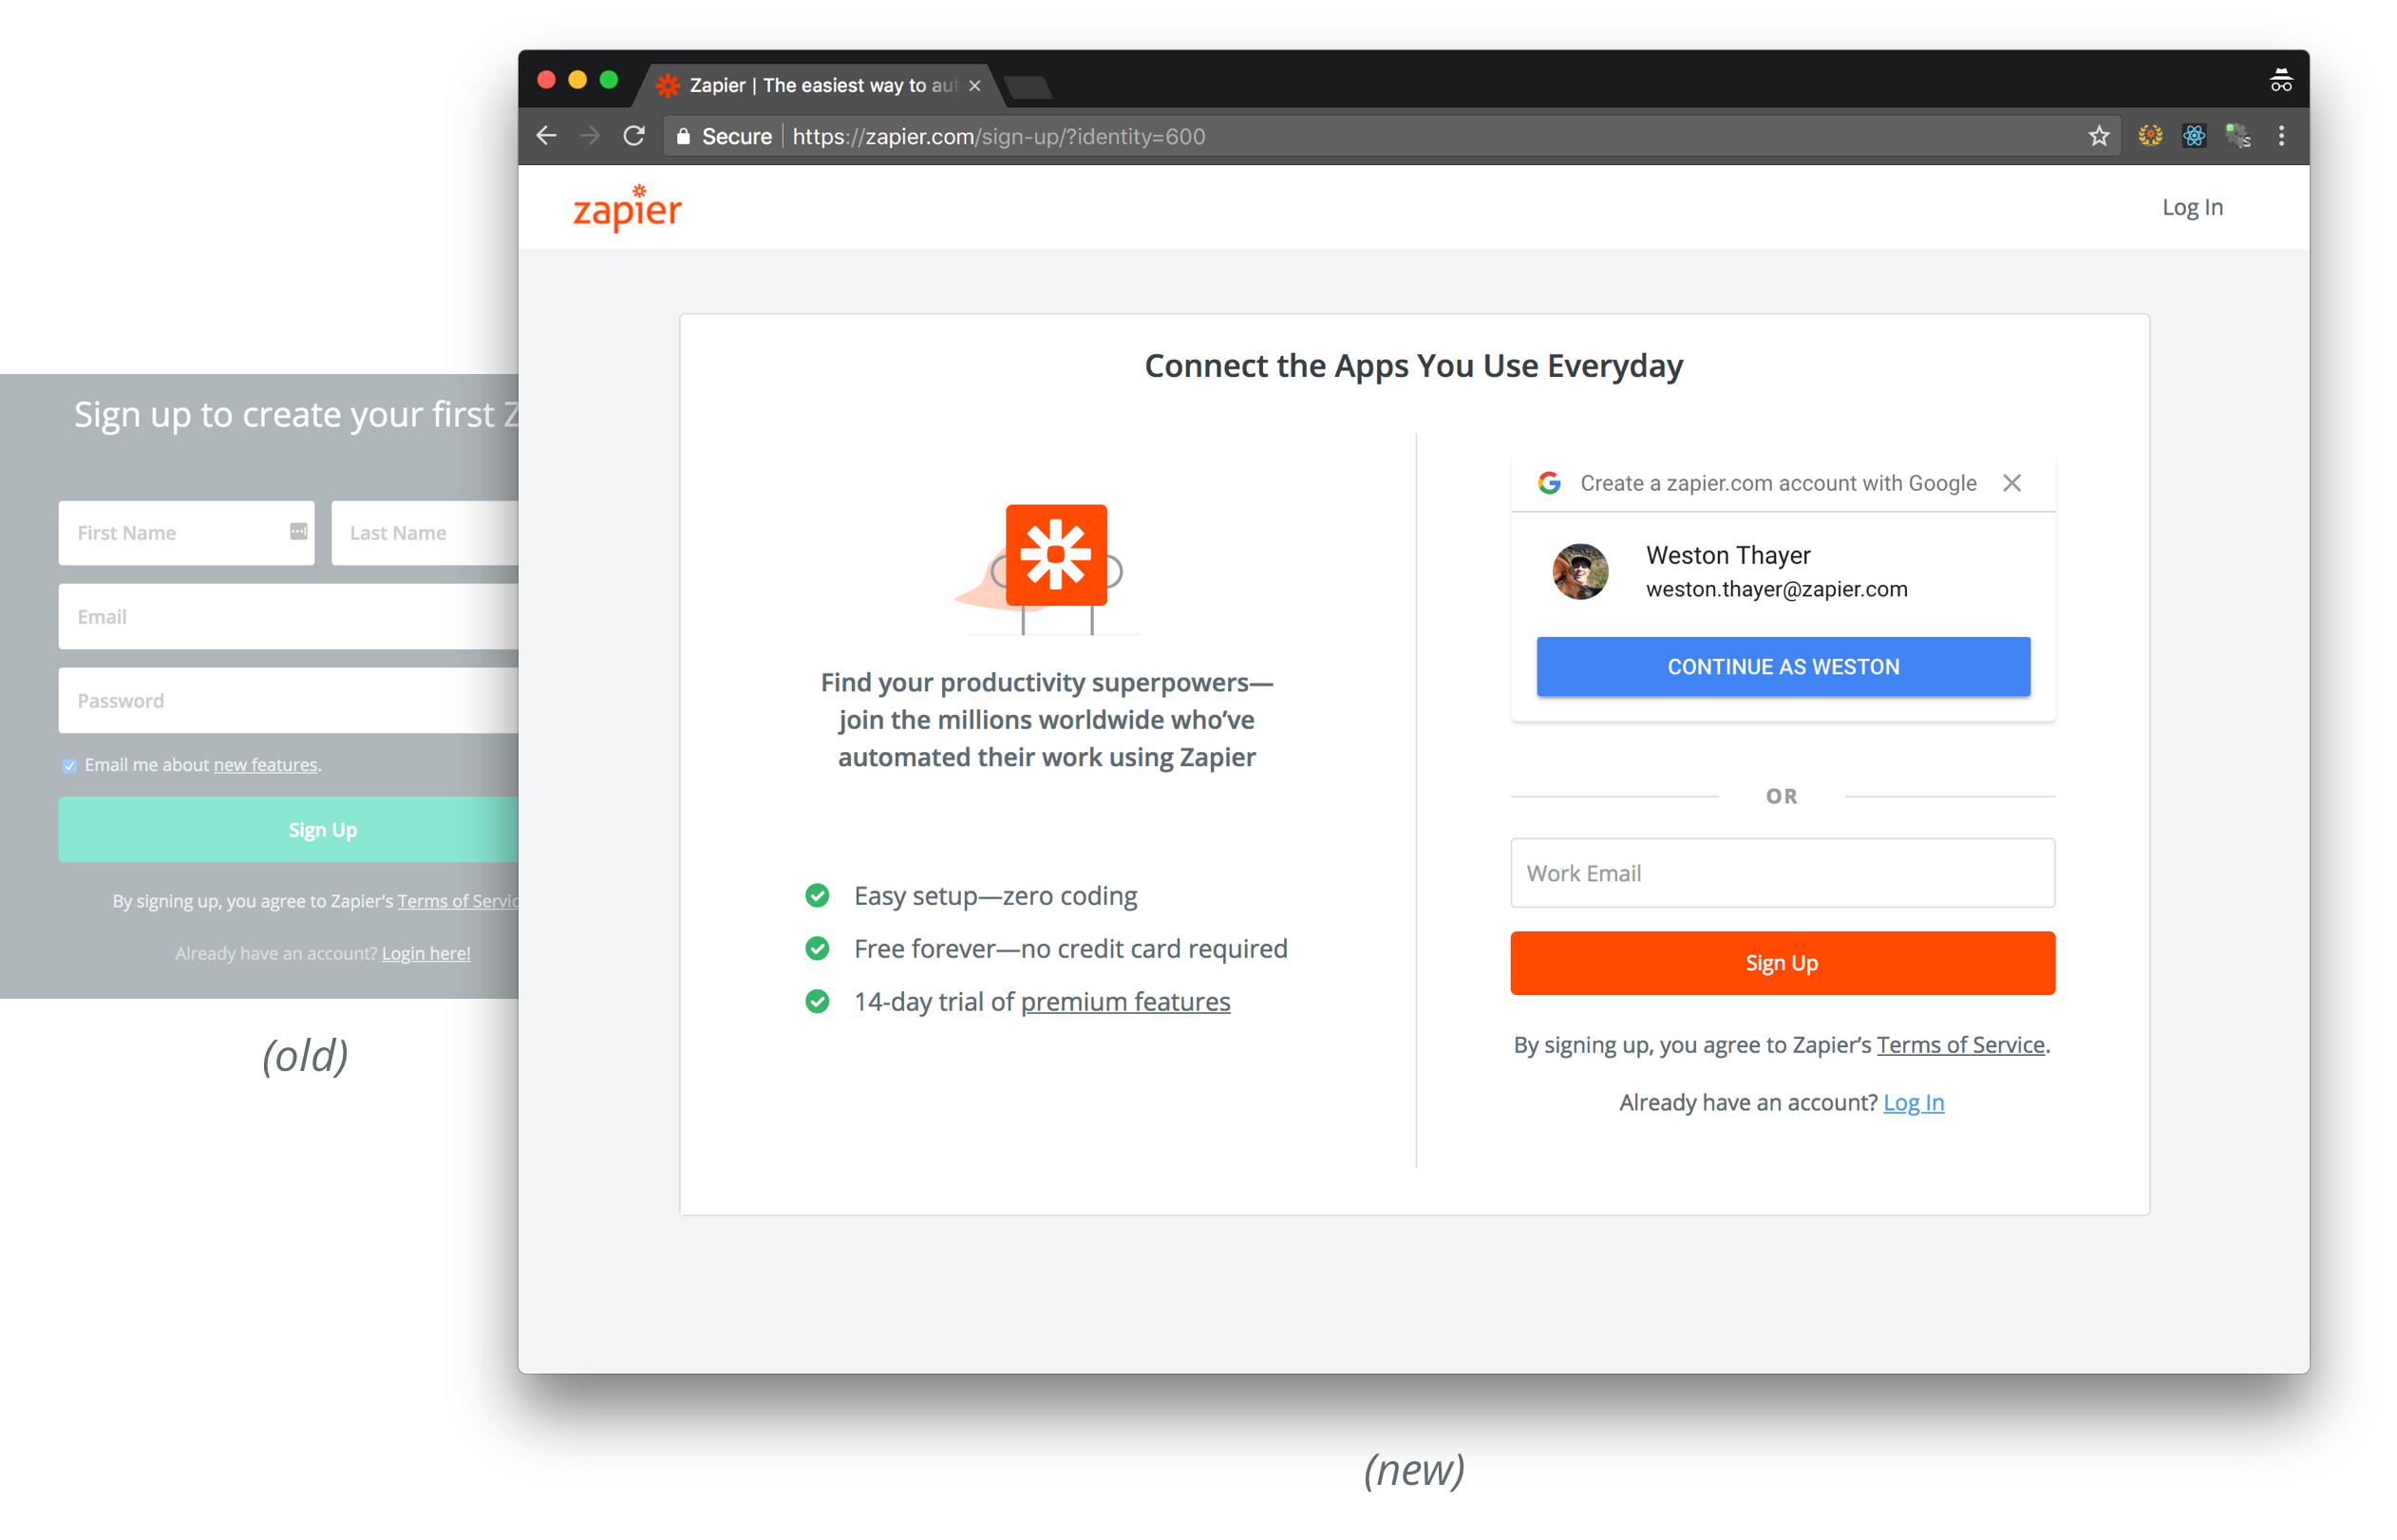 Zapier | The easiest way to aut
Secure https://zapier.com/sign-up/?identity=600
zapier
Log In
Sign up to create your first Z
First Name
Last Name
Email
Password
Email me about new features.
Sign Up
By signing up, you agree to Zapier's Terms of Servic
Already have an account? Login here!
(old)
Connect the Apps You Use Everyday
Find your productivity superpowers—
join the millions worldwide who’ve
automated their work using Zapier
Easy setup—zero coding
Free forever—no credit card required
14-day trial of premium features
Create a zapier.com account with Google
Weston Thayer
weston.thayer@zapier.com
CONTINUE AS WESTON
OR
Work Email
Sign Up
By signing up, you agree to Zapier’s Terms of Service.
Already have an account? Log In
(new)